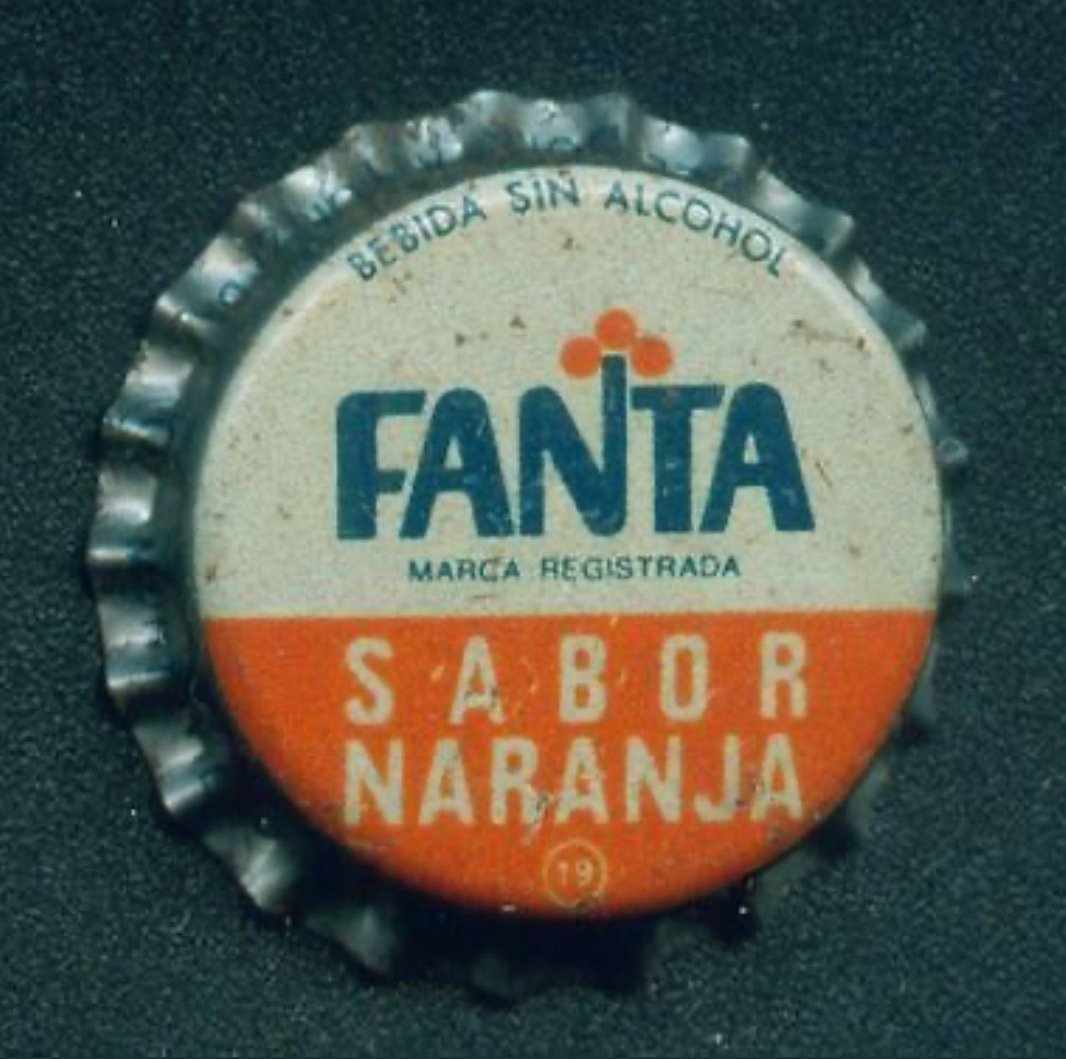 BEBIDA SIN ALCOHOL
FANTA
MARCA REGISTRADA
SABOR
NARANJA
19